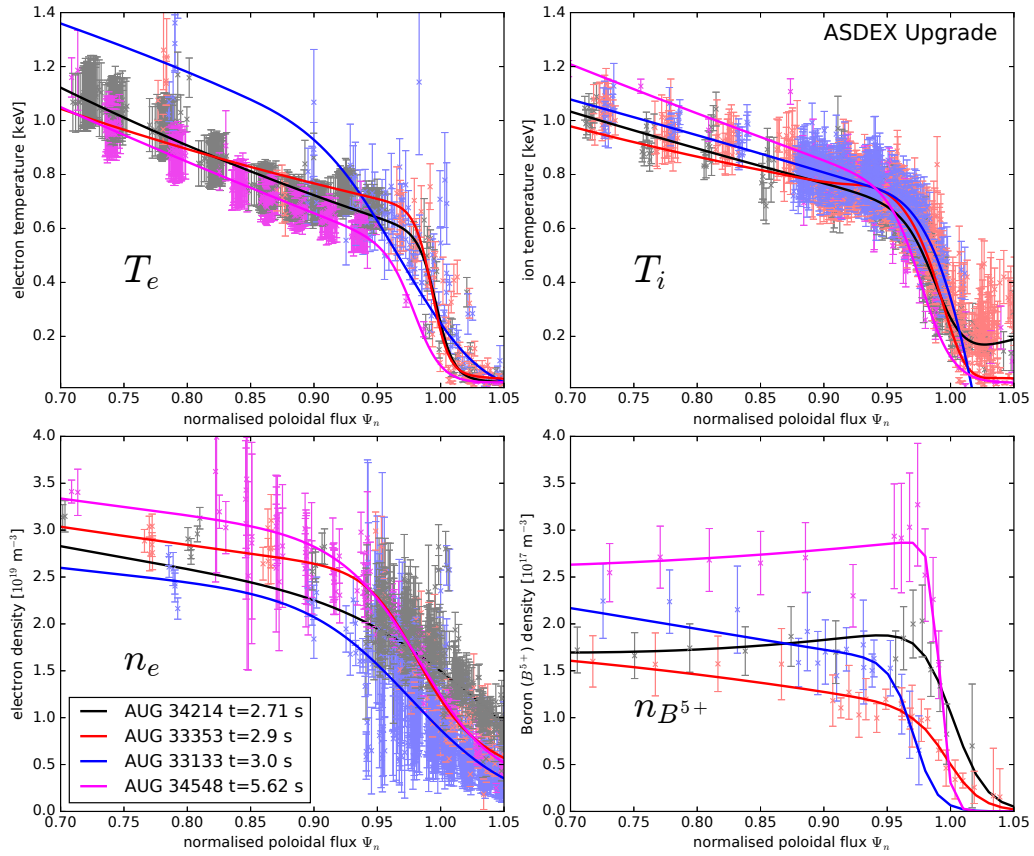 ASDEX Upgrade
1.4
1.2
1.0
0.8
0.6
0.4
0.2
electron temperature [keV]
T_e
0.70 0.75 0.80 0.85 0.90 0.95 1.00 1.05
normalised poloidal flux Ψ_n
1.4
1.2
1.0
0.8
0.6
0.4
0.2
ion temperature [keV]
T_i
0.70 0.75 0.80 0.85 0.90 0.95 1.00 1.05
normalised poloidal flux Ψ_n
4.0
3.5
3.0
2.5
2.0
1.5
1.0
0.5
0.0
electron density [10¹⁹ m⁻³]
n_e
AUG 34214 t=2.71 s
AUG 33353 t=2.9 s
AUG 33133 t=3.0 s
AUG 34548 t=5.62 s
0.70 0.75 0.80 0.85 0.90 0.95 1.00 1.05
normalised poloidal flux Ψ_n
4.0
3.5
3.0
2.5
2.0
1.5
1.0
0.5
0.0
Boron (B⁵⁺) density [10¹⁷ m⁻³]
n_B⁵⁺
0.70 0.75 0.80 0.85 0.90 0.95 1.00 1.05
normalised poloidal flux Ψ_n